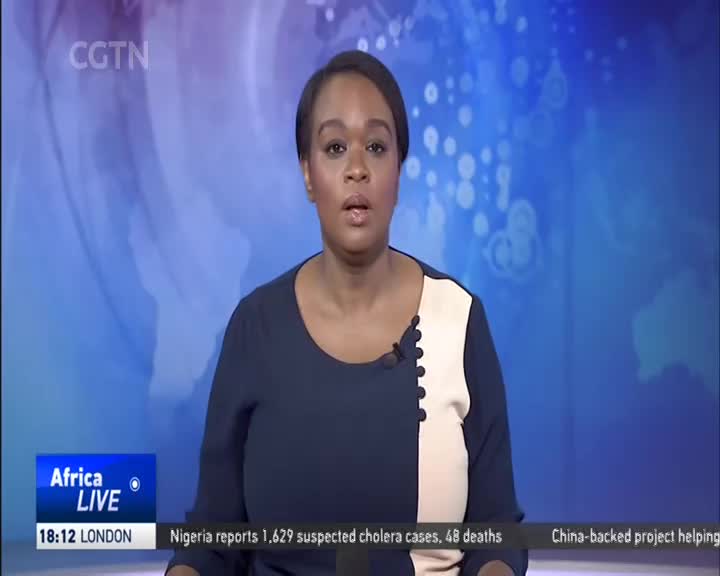 CGTN
Africa
LIVE
18:12 LONDON
Nigeria reports 1,629 suspected cholera cases, 48 deaths China-backed project helping